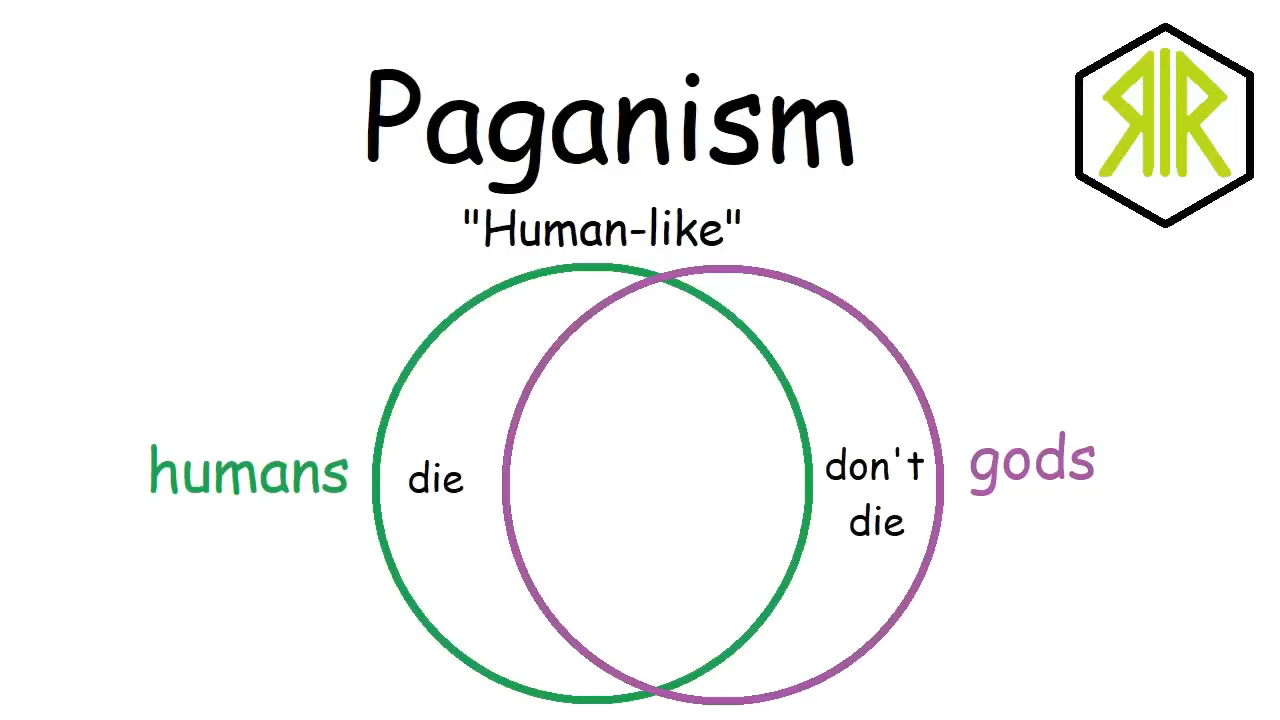 Paganism
"Human-like"
humans
die
don't
die
gods